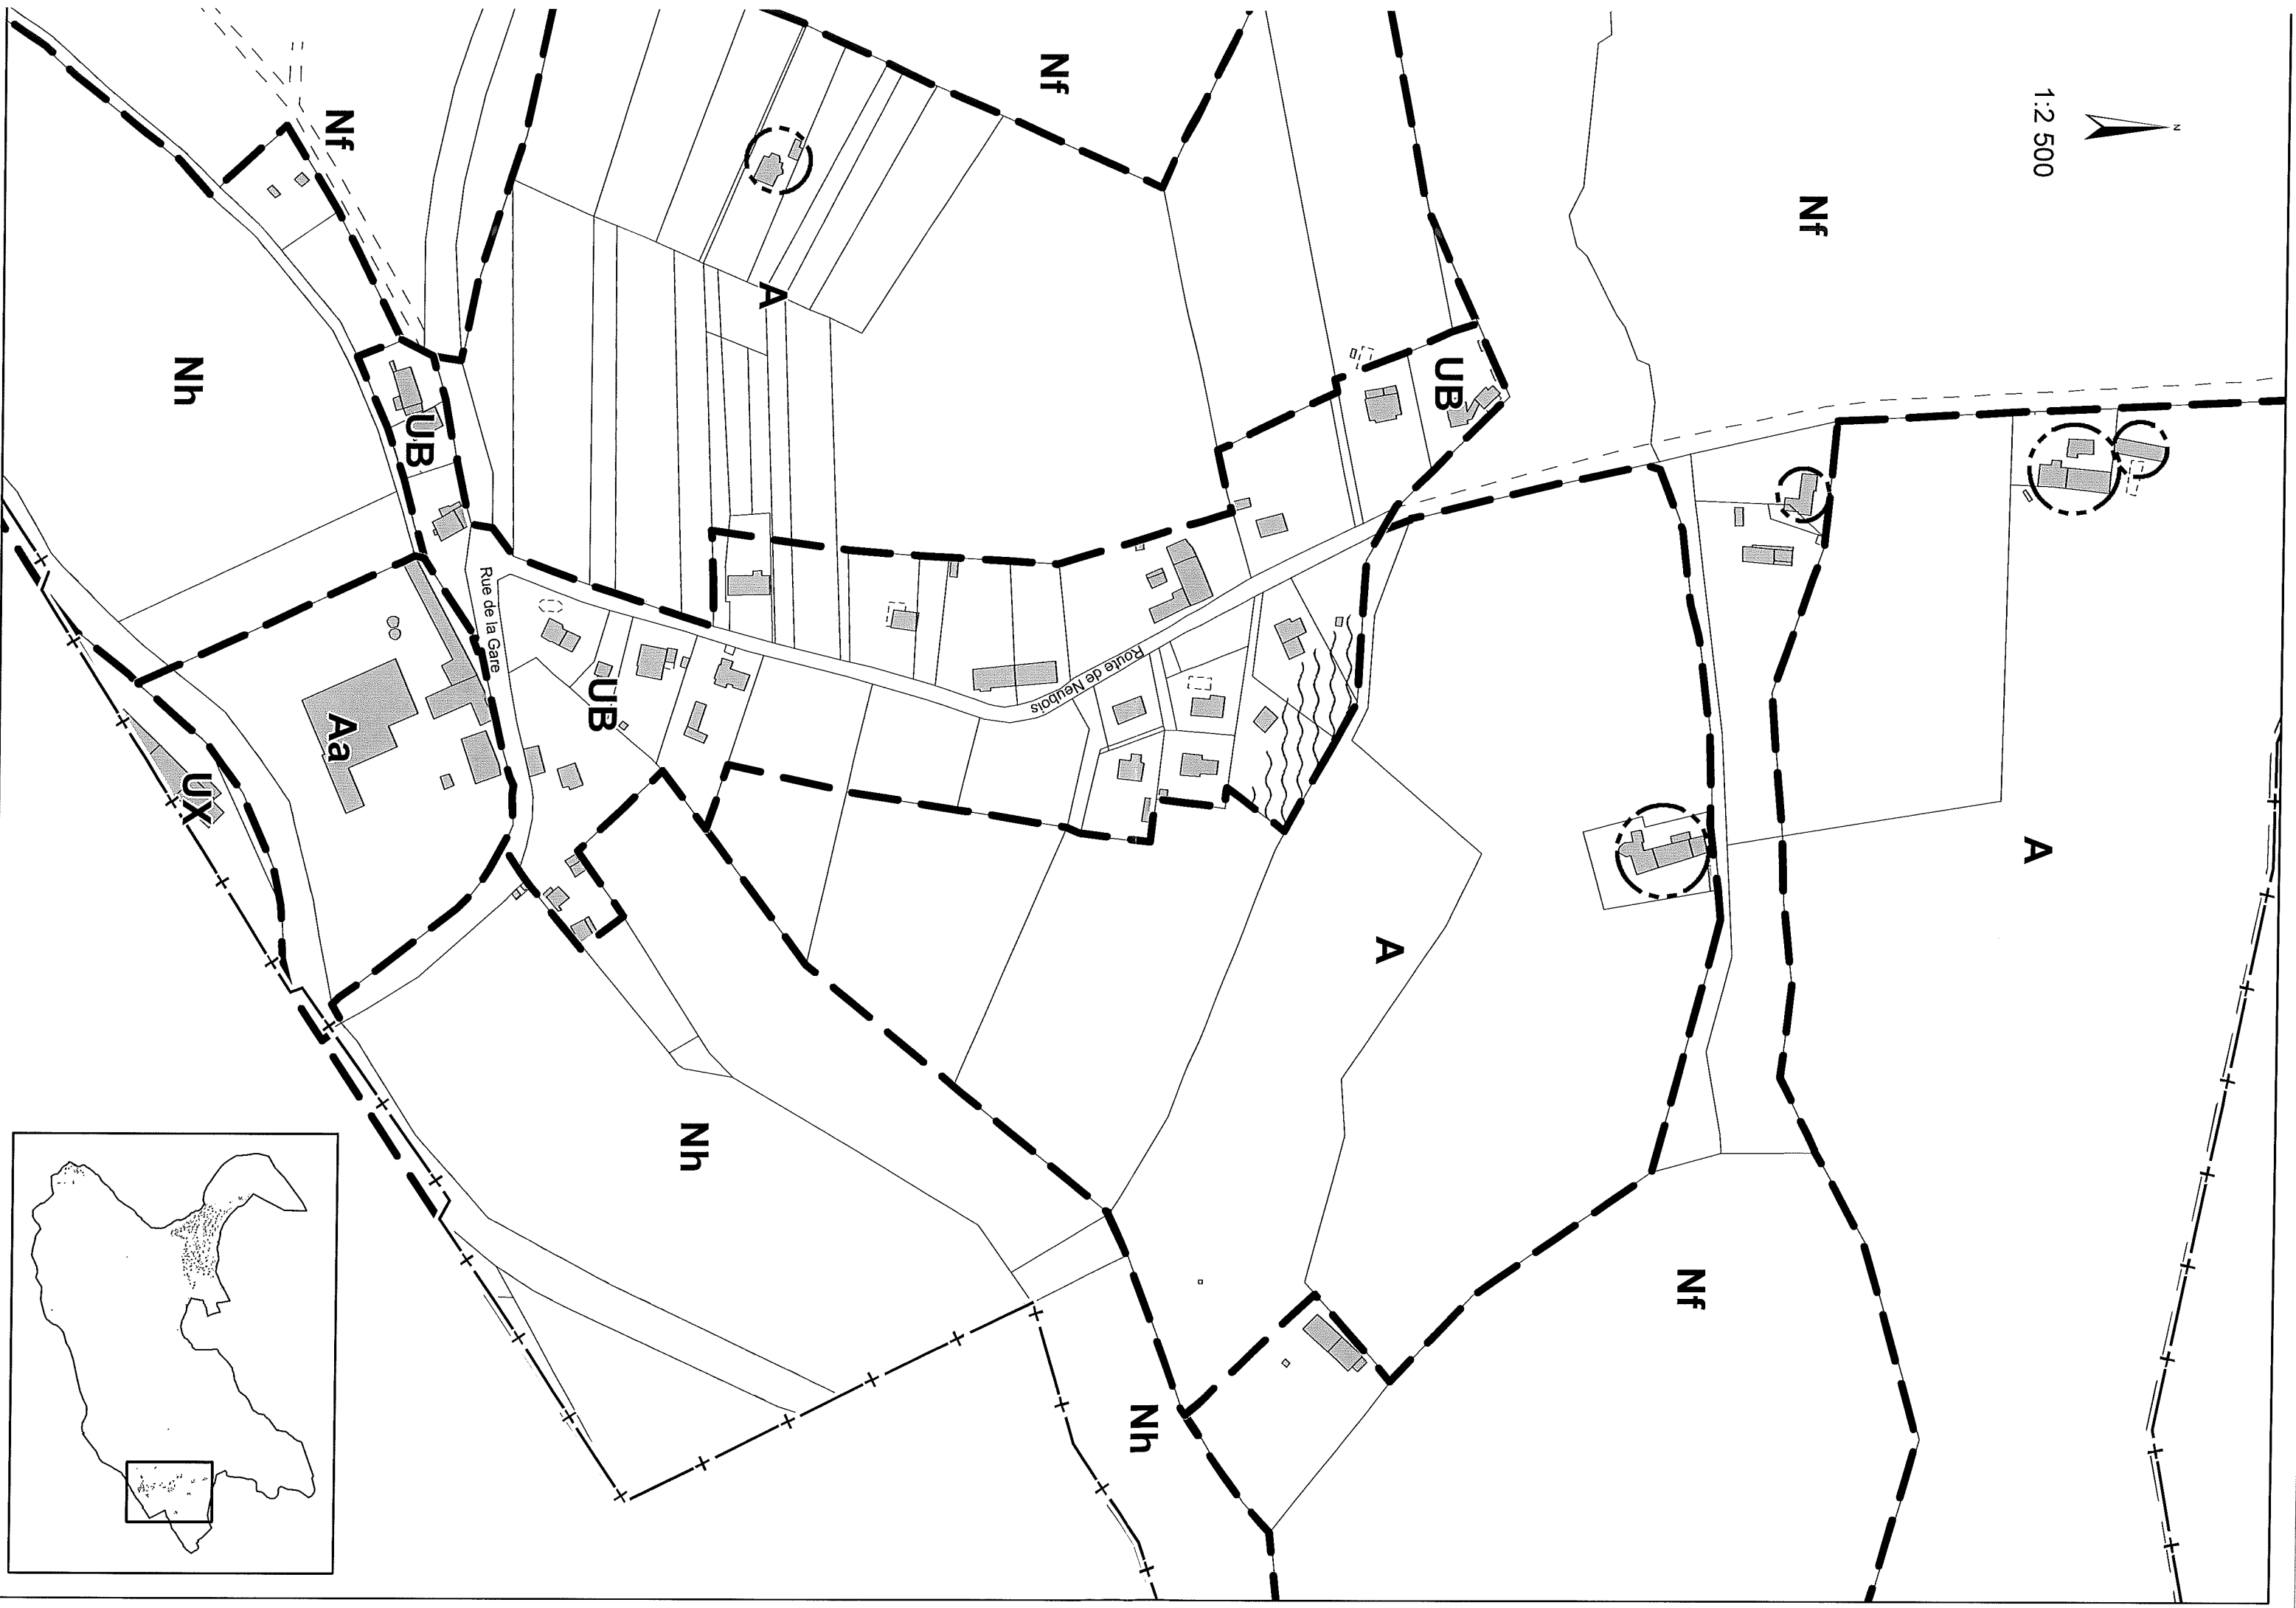 1:2 500
N
Nf
A
Nf
A
Nf
UB
A
Nh
Nf
Route de Neubois
A
UB
Nh
Rue de la Gare
UB
Nf
Aa
Nh
UX